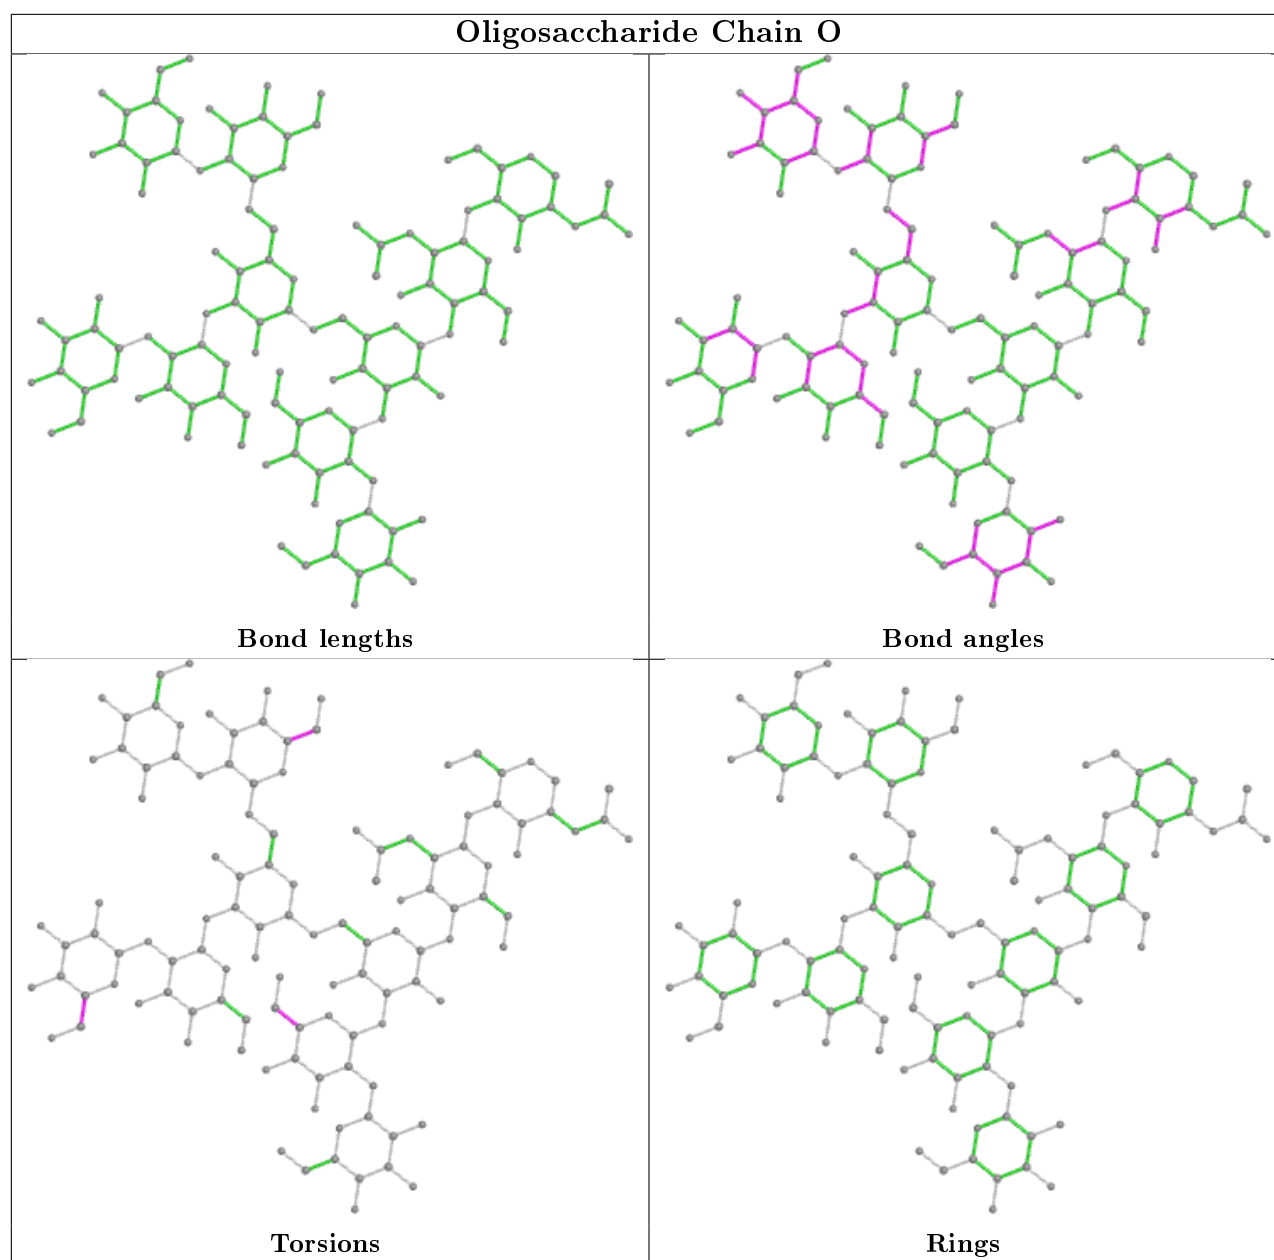 Oligosaccharide Chain O
Bond lengths
Bond angles
Torsions
Rings